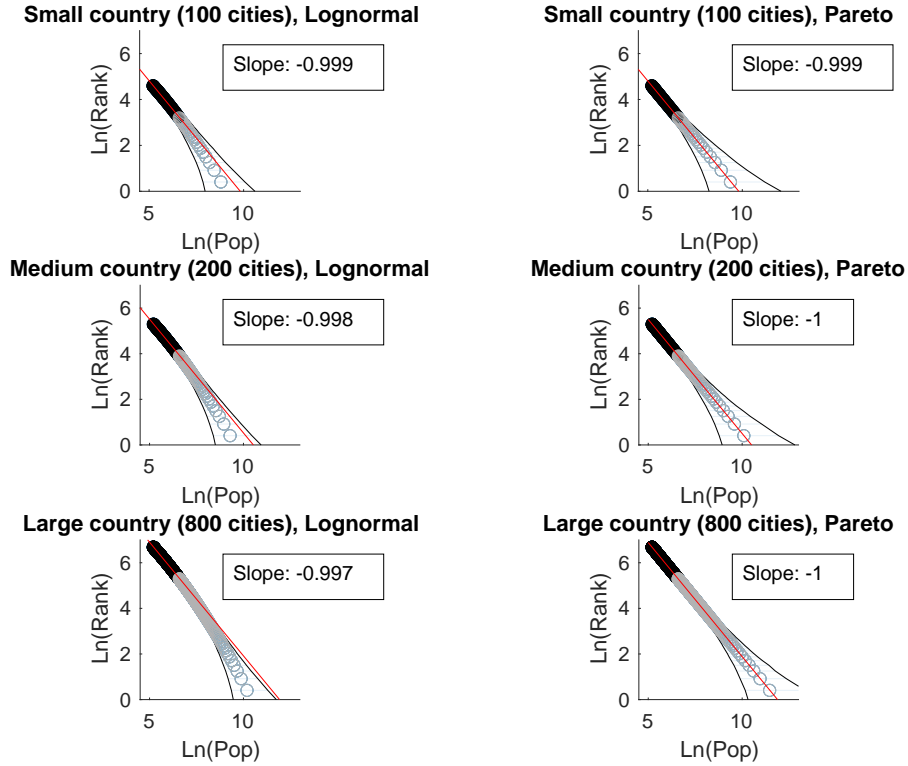 Small country (100 cities), Lognormal
Slope: -0.999
Ln(Rank)
6
4
2
0
5
10
Ln(Pop)
Small country (100 cities), Pareto
Slope: -0.999
Ln(Rank)
6
4
2
0
5
10
Ln(Pop)
Medium country (200 cities), Lognormal
Slope: -0.998
Ln(Rank)
6
4
2
0
5
10
Ln(Pop)
Medium country (200 cities), Pareto
Slope: -1
Ln(Rank)
6
4
2
0
5
10
Ln(Pop)
Large country (800 cities), Lognormal
Slope: -0.997
Ln(Rank)
6
4
2
0
5
10
Ln(Pop)
Large country (800 cities), Pareto
Slope: -1
Ln(Rank)
6
4
2
0
5
10
Ln(Pop)